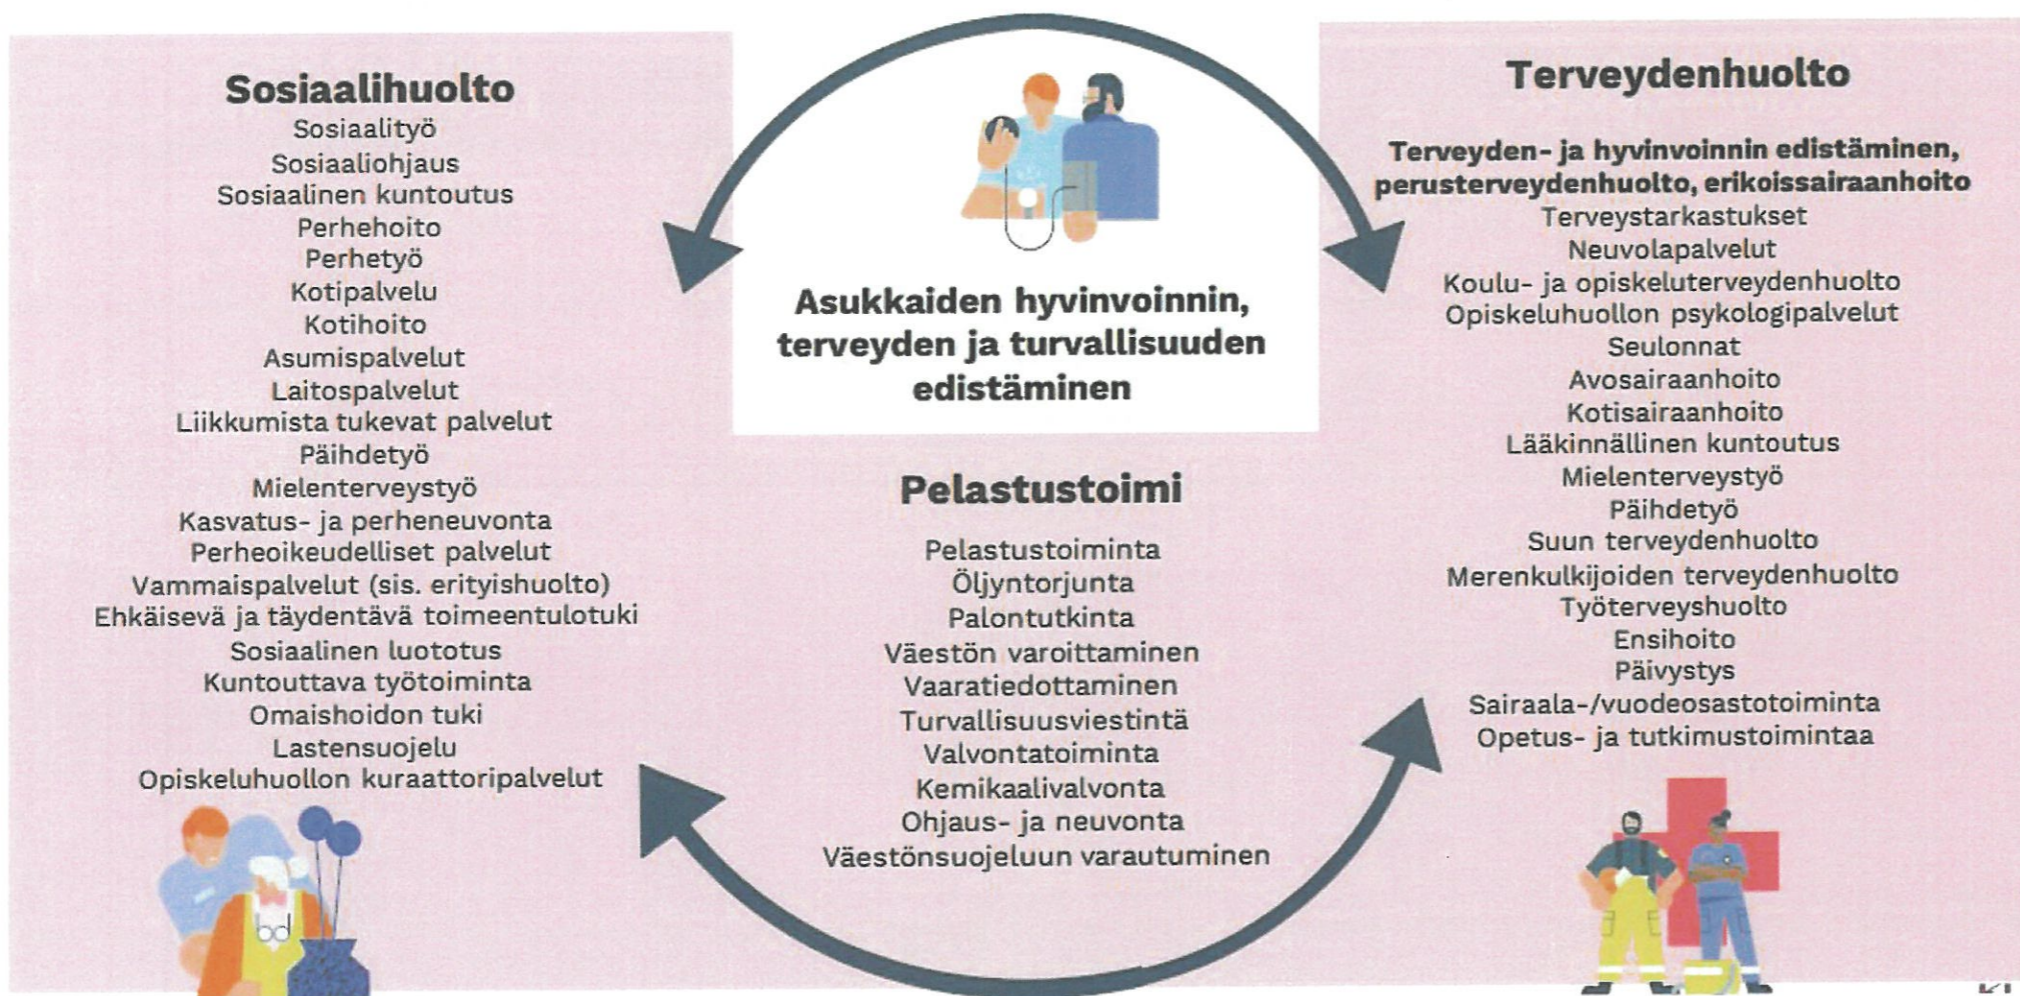 Sosiaalihuolto
Sosiaalityö
Sosiaaliohjaus
Sosiaalinen kuntoutus
Perhehoito
Perhetyö
Kotipalvelu
Kotihoito
Asumispalvelut
Laitospalvelut
Liikkumista tukevat palvelut
Päihdetyö
Mielenterveystyö
Kasvatus- ja perheneuvonta
Perheoikeudelliset palvelut
Vammaispalvelut (sis. erityishuolto)
Ehkäisevä ja täydentävä toimeentulotuki
Sosiaalinen luototus
Kuntouttava työtoiminta
Omaishoidon tuki
Lastensuojelu
Opiskeluhuollon kuraattoripalvelut
Asukkaiden hyvinvoinnin,
terveyden ja turvallisuuden
edistäminen
Pelastustoimi
Pelastustoiminta
Öljyntorjunta
Palontutkinta
Väestön varoittaminen
Vaaratiedottaminen
Turvallisuusviestintä
Valvontatoiminta
Kemikaalivalvonta
Ohjaus- ja neuvonta
Väestönsuojeluun varautuminen
Terveydenhuolto
Terveyden- ja hyvinvoinnin edistäminen,
perusterveydenhuolto, erikoissairaanhoito
Terveystarkastukset
Neuvolapalvelut
Koulu- ja opiskeluterveydenhuolto
Opiskeluhuollon psykologipalvelut
Seulonnat
Avosairaanhoito
Kotisairaanhoito
Lääkinnällinen kuntoutus
Mielenterveystyö
Päihdetyö
Suun terveydenhuolto
Merenkulkijoiden terveydenhuolto
Työterveyshuolto
Ensihoito
Päivystys
Sairaala-/vuodeosastotoiminta
Opetus- ja tutkimustoimintaa